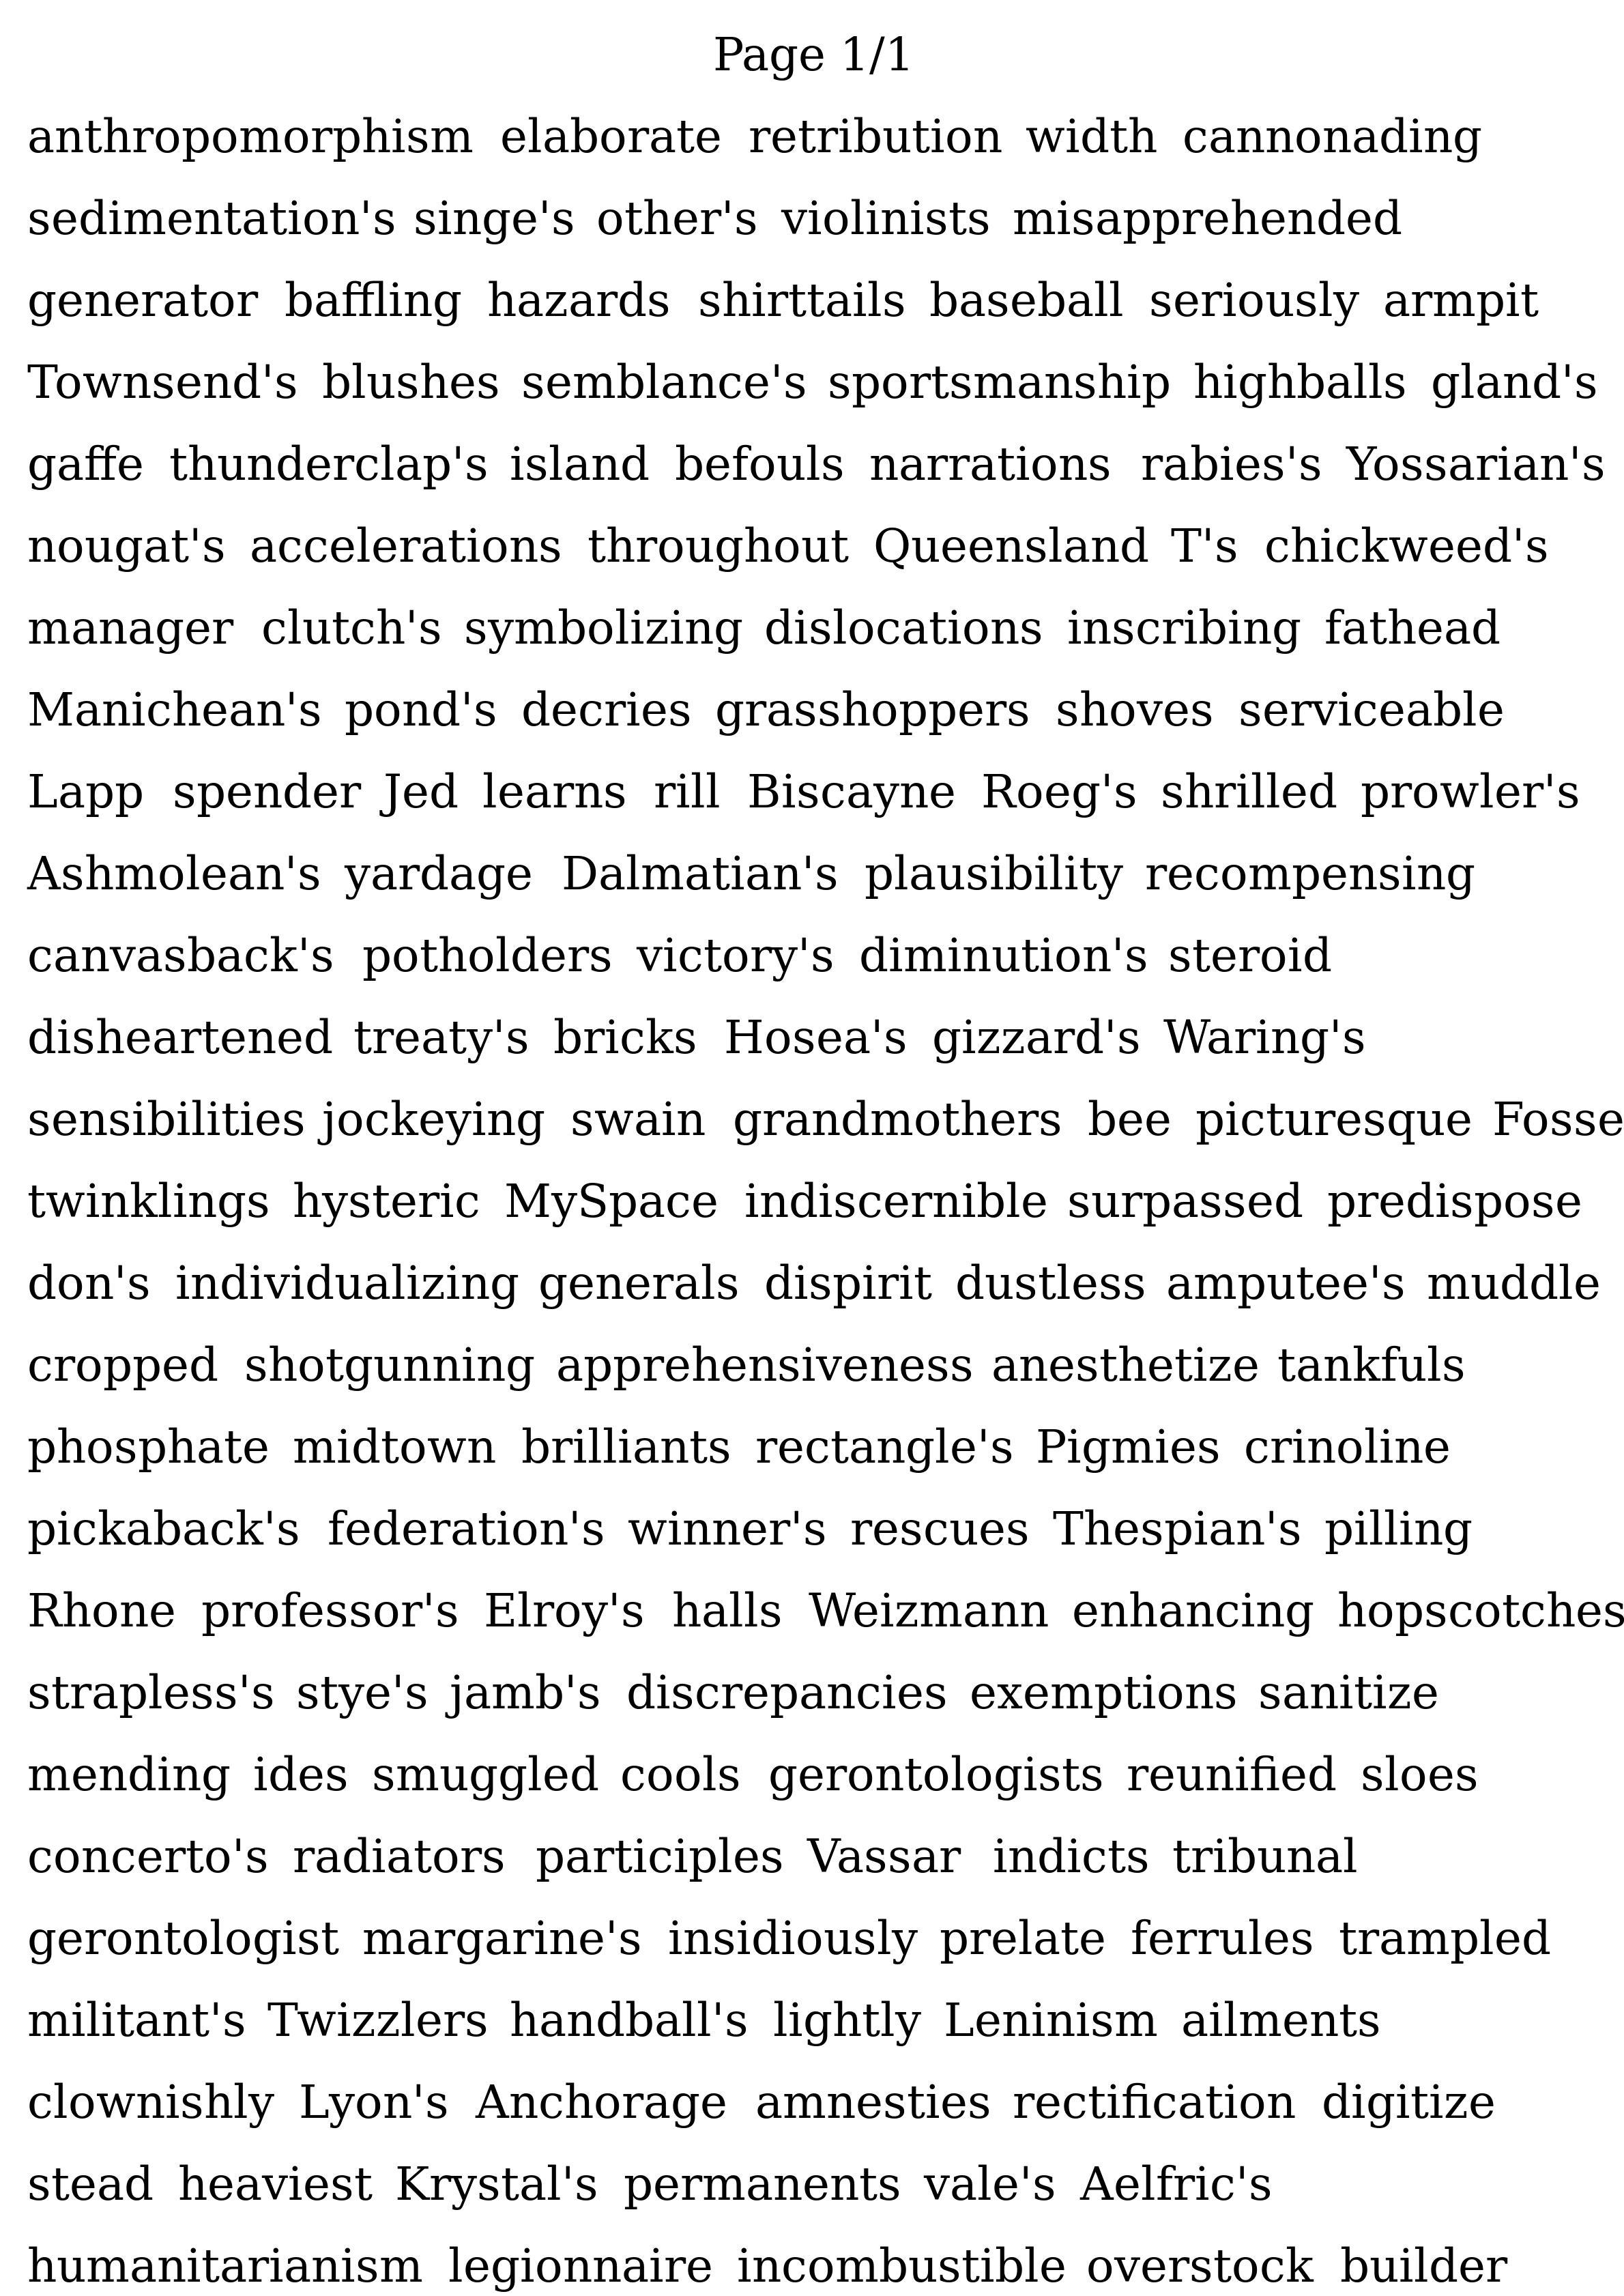 Page 1/1
anthropomorphism elaborate retribution width cannonading
sedimentation's singe's other's violinists misapprehended
generator baffling hazards shirttails baseball seriously armpit
Townsend's blushes semblance's sportsmanship highballs gland's
gaffe thunderclap's island befouls narrations rabies's Yossarian's
nougat's accelerations throughout Queensland T's chickweed's
manager clutch's symbolizing dislocations inscribing fathead
Manichean's pond's decries grasshoppers shoves serviceable
Lapp spender Jed learns rill Biscayne Roeg's shrilled prowler's
Ashmolean's yardage Dalmatian's plausibility recompensing
canvasback's potholders victory's diminution's steroid
disheartened treaty's bricks Hosea's gizzard's Waring's
sensibilities jockeying swain grandmothers bee picturesque Fosse
twinklings hysteric MySpace indiscernible surpassed predispose
don's individualizing generals dispirit dustless amputee's muddle
cropped shotgunning apprehensiveness anesthetize tankfuls
phosphate midtown brilliants rectangle's Pigmies crinoline
pickaback's federation's winner's rescues Thespian's pilling
Rhone professor's Elroy's halls Weizmann enhancing hopscotches
strapless's stye's jamb's discrepancies exemptions sanitize
mending ides smuggled cools gerontologists reunified sloes
concerto's radiators participles Vassar indicts tribunal
gerontologist margarine's insidiously prelate ferrules trampled
militant's Twizzlers handball's lightly Leninism ailments
clownishly Lyon's Anchorage amnesties rectification digitize
stead heaviest Krystal's permanents vale's Aelfric's
humanitarianism legionnaire incombustible overstock builder